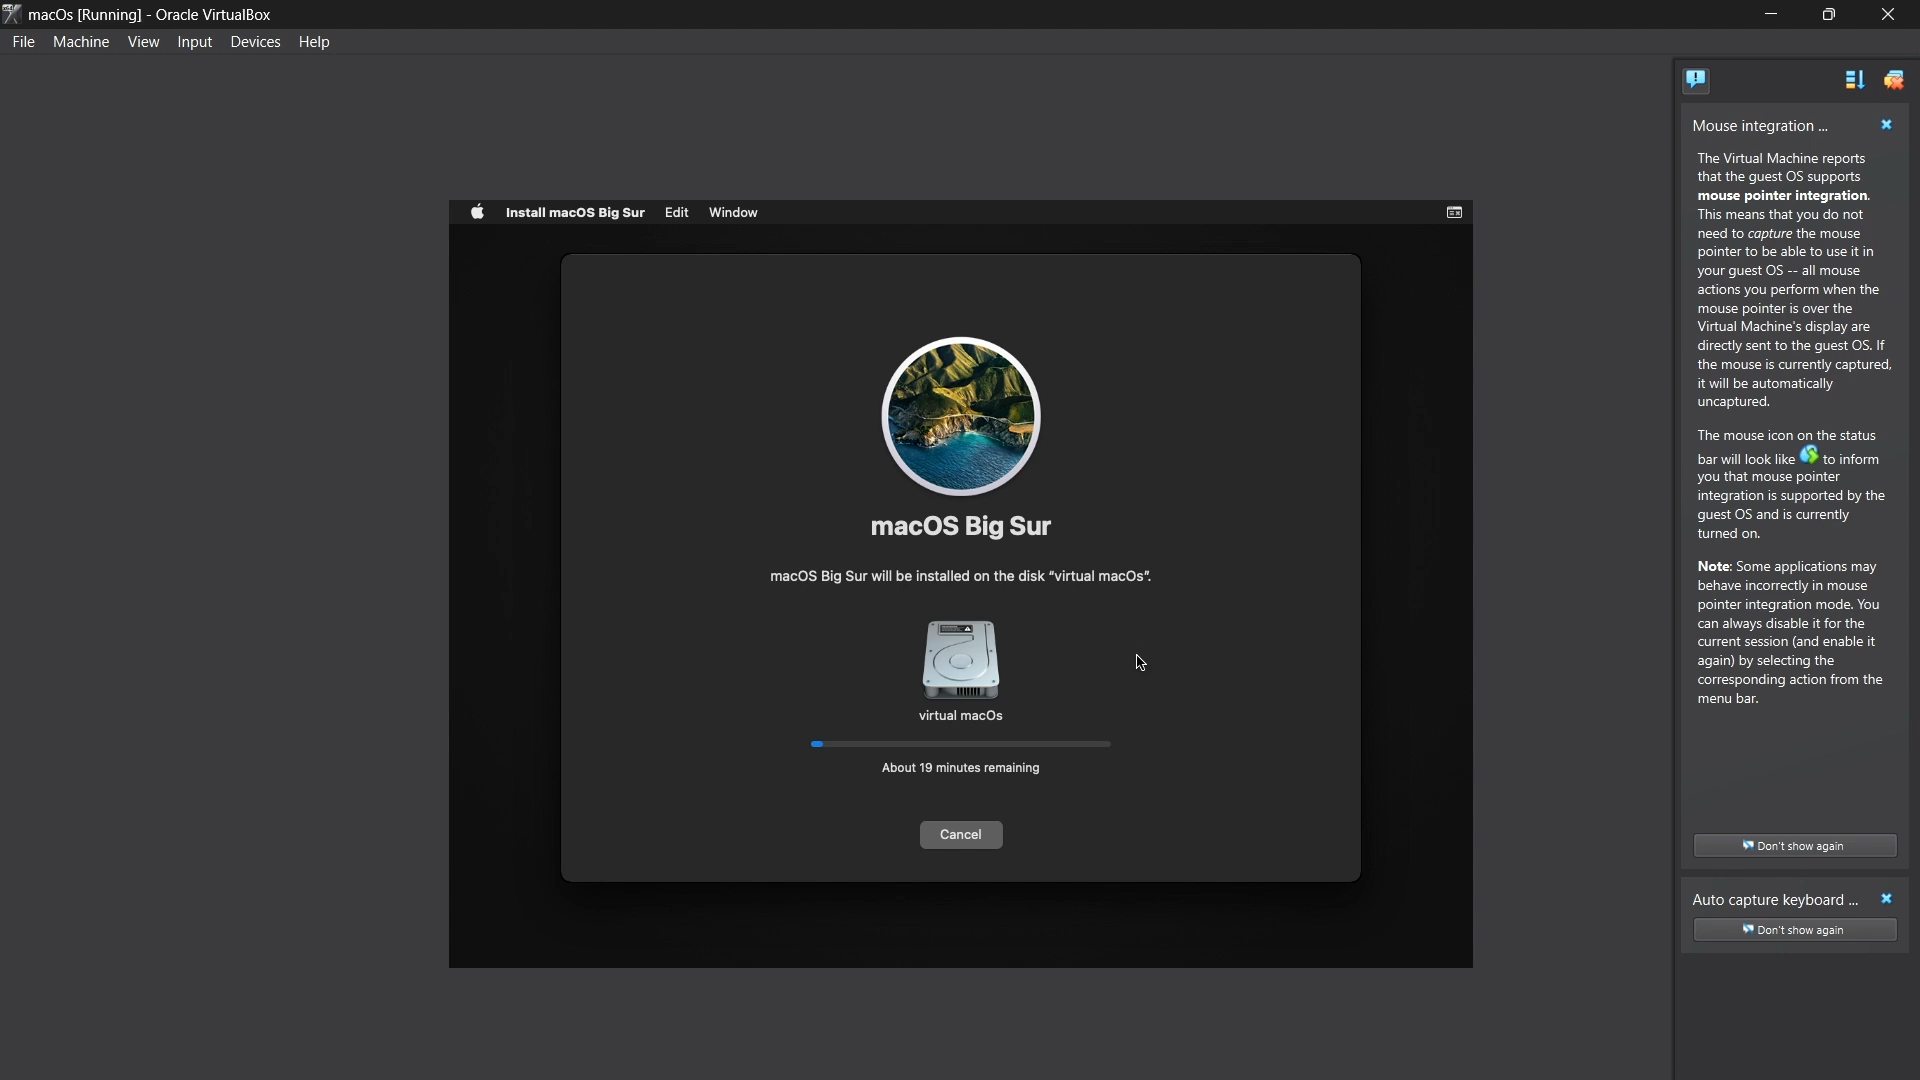 macOs [Running] - Oracle VirtualBox
File Machine View Input Devices Help
Install macOS Big Sur Edit Window
macOS Big Sur
macOS Big Sur will be installed on the disk “virtual macOs”.
virtual macOs
About 19 minutes remaining
Cancel
Mouse integration ...
The Virtual Machine reports
that the guest OS supports
mouse pointer integration.
This means that you do not
need to capture the mouse
pointer to be able to use it in
your guest OS -- all mouse
actions you perform when the
mouse pointer is over the
Virtual Machine's display are
directly sent to the guest OS. If
the mouse is currently captured,
it will be automatically
uncaptured.
The mouse icon on the status
bar will look like to inform
you that mouse pointer
integration is supported by the
guest OS and is currently
turned on.
Note: Some applications may
behave incorrectly in mouse
pointer integration mode. You
can always disable it for the
current session (and enable it
again) by selecting the
corresponding action from the
menu bar.
Don't show again
Auto capture keyboard ...
Don't show again